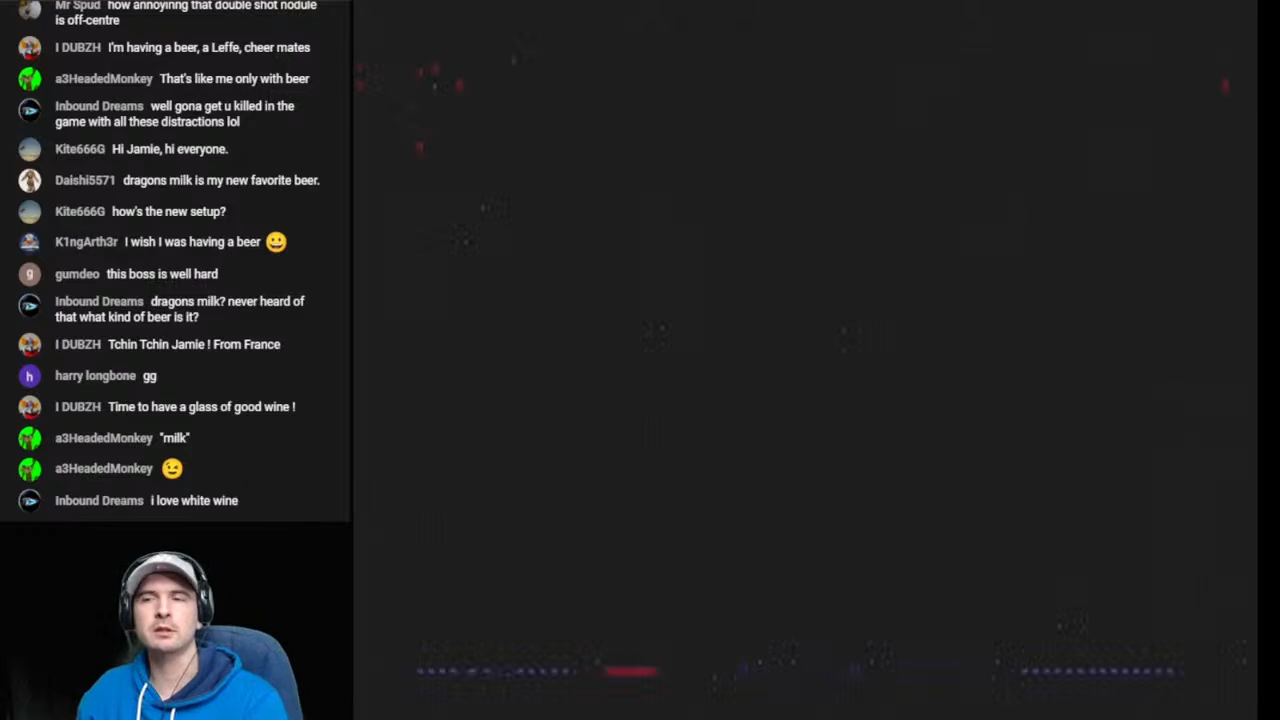 Mr Spud how annoyinng that double shot nodule
is off-centre
I DUBZH I'm having a beer, a Leffe, cheer mates
a3HeadedMonkey That's like me only with beer
Inbound Dreams well gona get u killed in the
game with all these distractions lol
Kite666G Hi Jamie, hi everyone.
Daishi5571 dragons milk is my new favorite beer.
Kite666G how's the new setup?
K1ngArth3r I wish I was having a beer 😀
g gumdeo this boss is well hard
Inbound Dreams dragons milk? never heard of
that what kind of beer is it?
I DUBZH Tchin Tchin Jamie ! From France
h harry longbone gg
I DUBZH Time to have a glass of good wine !
a3HeadedMonkey "milk"
a3HeadedMonkey 😉
Inbound Dreams i love white wine